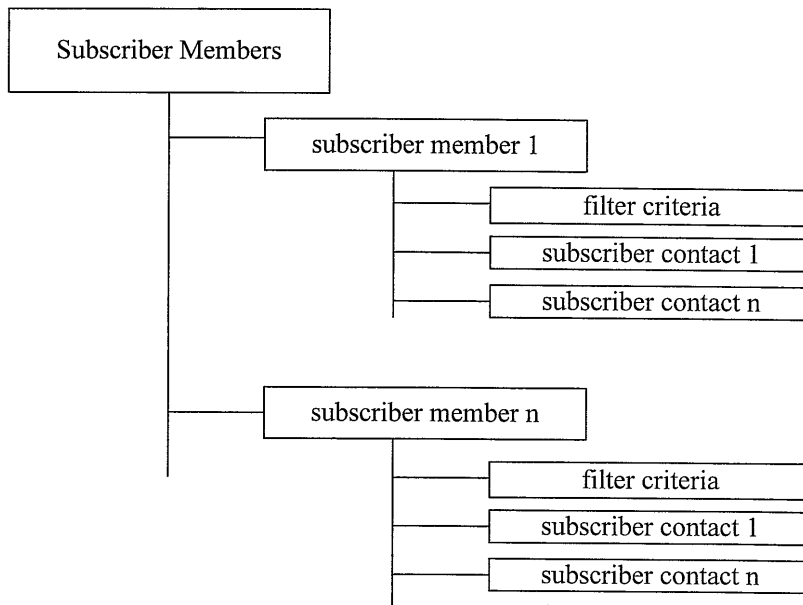 Subscriber Members
subscriber member 1
filter criteria
subscriber contact 1
subscriber contact n
subscriber member n
filter criteria
subscriber contact 1
subscriber contact n